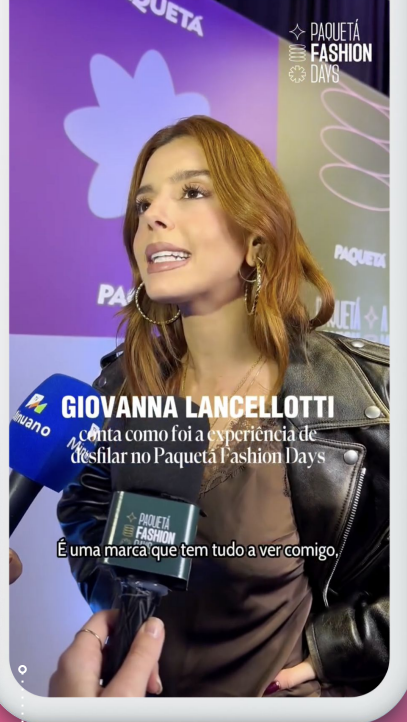 PAQUETÁ
PAQUETÁ
FASHION
DAYS
PAQUETÁ
GIOVANNA LANCELLOTTI
conta como foi a experiência de
desfilar no Paquetá Fashion Days
PAQUETÁ
FASHION
É uma marca que tem tudo a ver comigo,